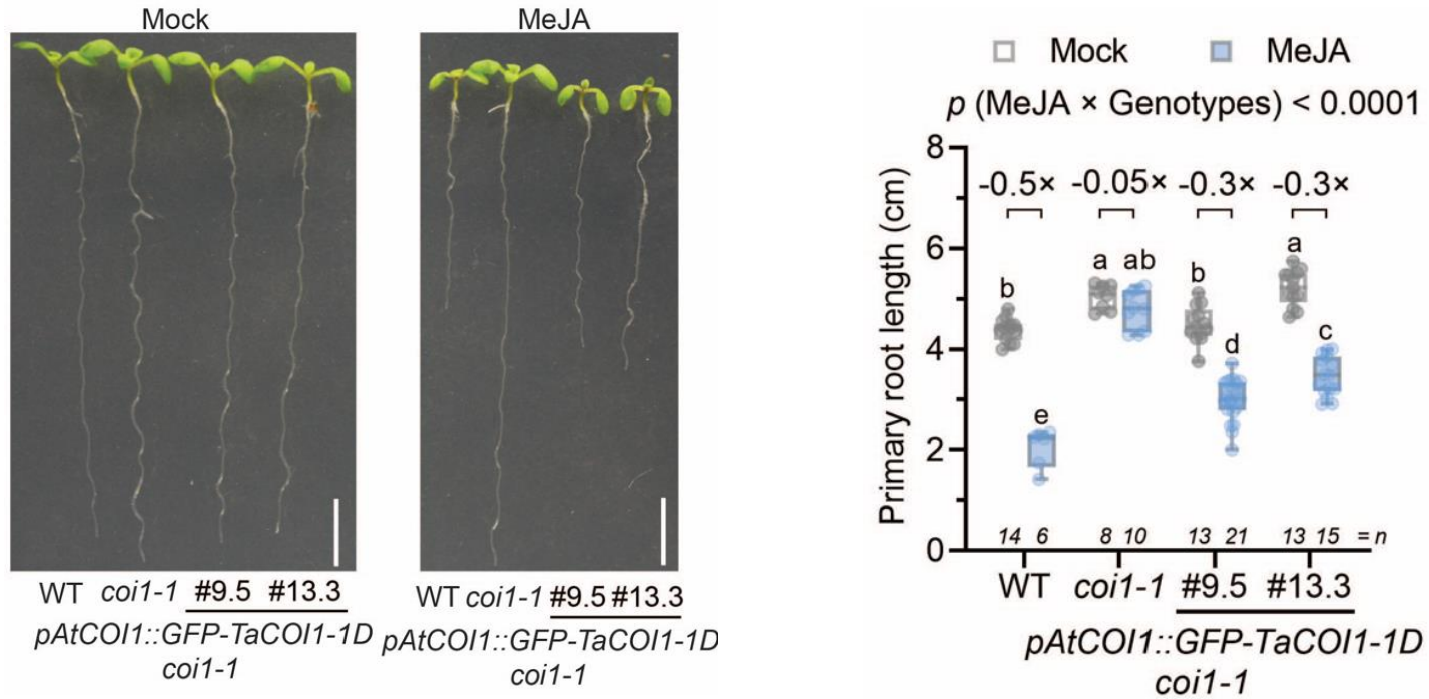 Mock
WT coi1-1 #9.5 #13.3
pAtCOI1::GFP-TaCOI1-1D
coi1-1
MeJA
WT coi1-1 #9.5 #13.3
pAtCOI1::GFP-TaCOI1-1D
coi1-1
Mock MeJA
p (MeJA × Genotypes) < 0.0001
Primary root length (cm)
8
6
4
2
0
-0.5× -0.05× -0.3× -0.3×
b e a ab b d a c
14 6 8 10 13 21 13 15 = n
WT coi1-1 #9.5 #13.3
pAtCOI1::GFP-TaCOI1-1D
coi1-1